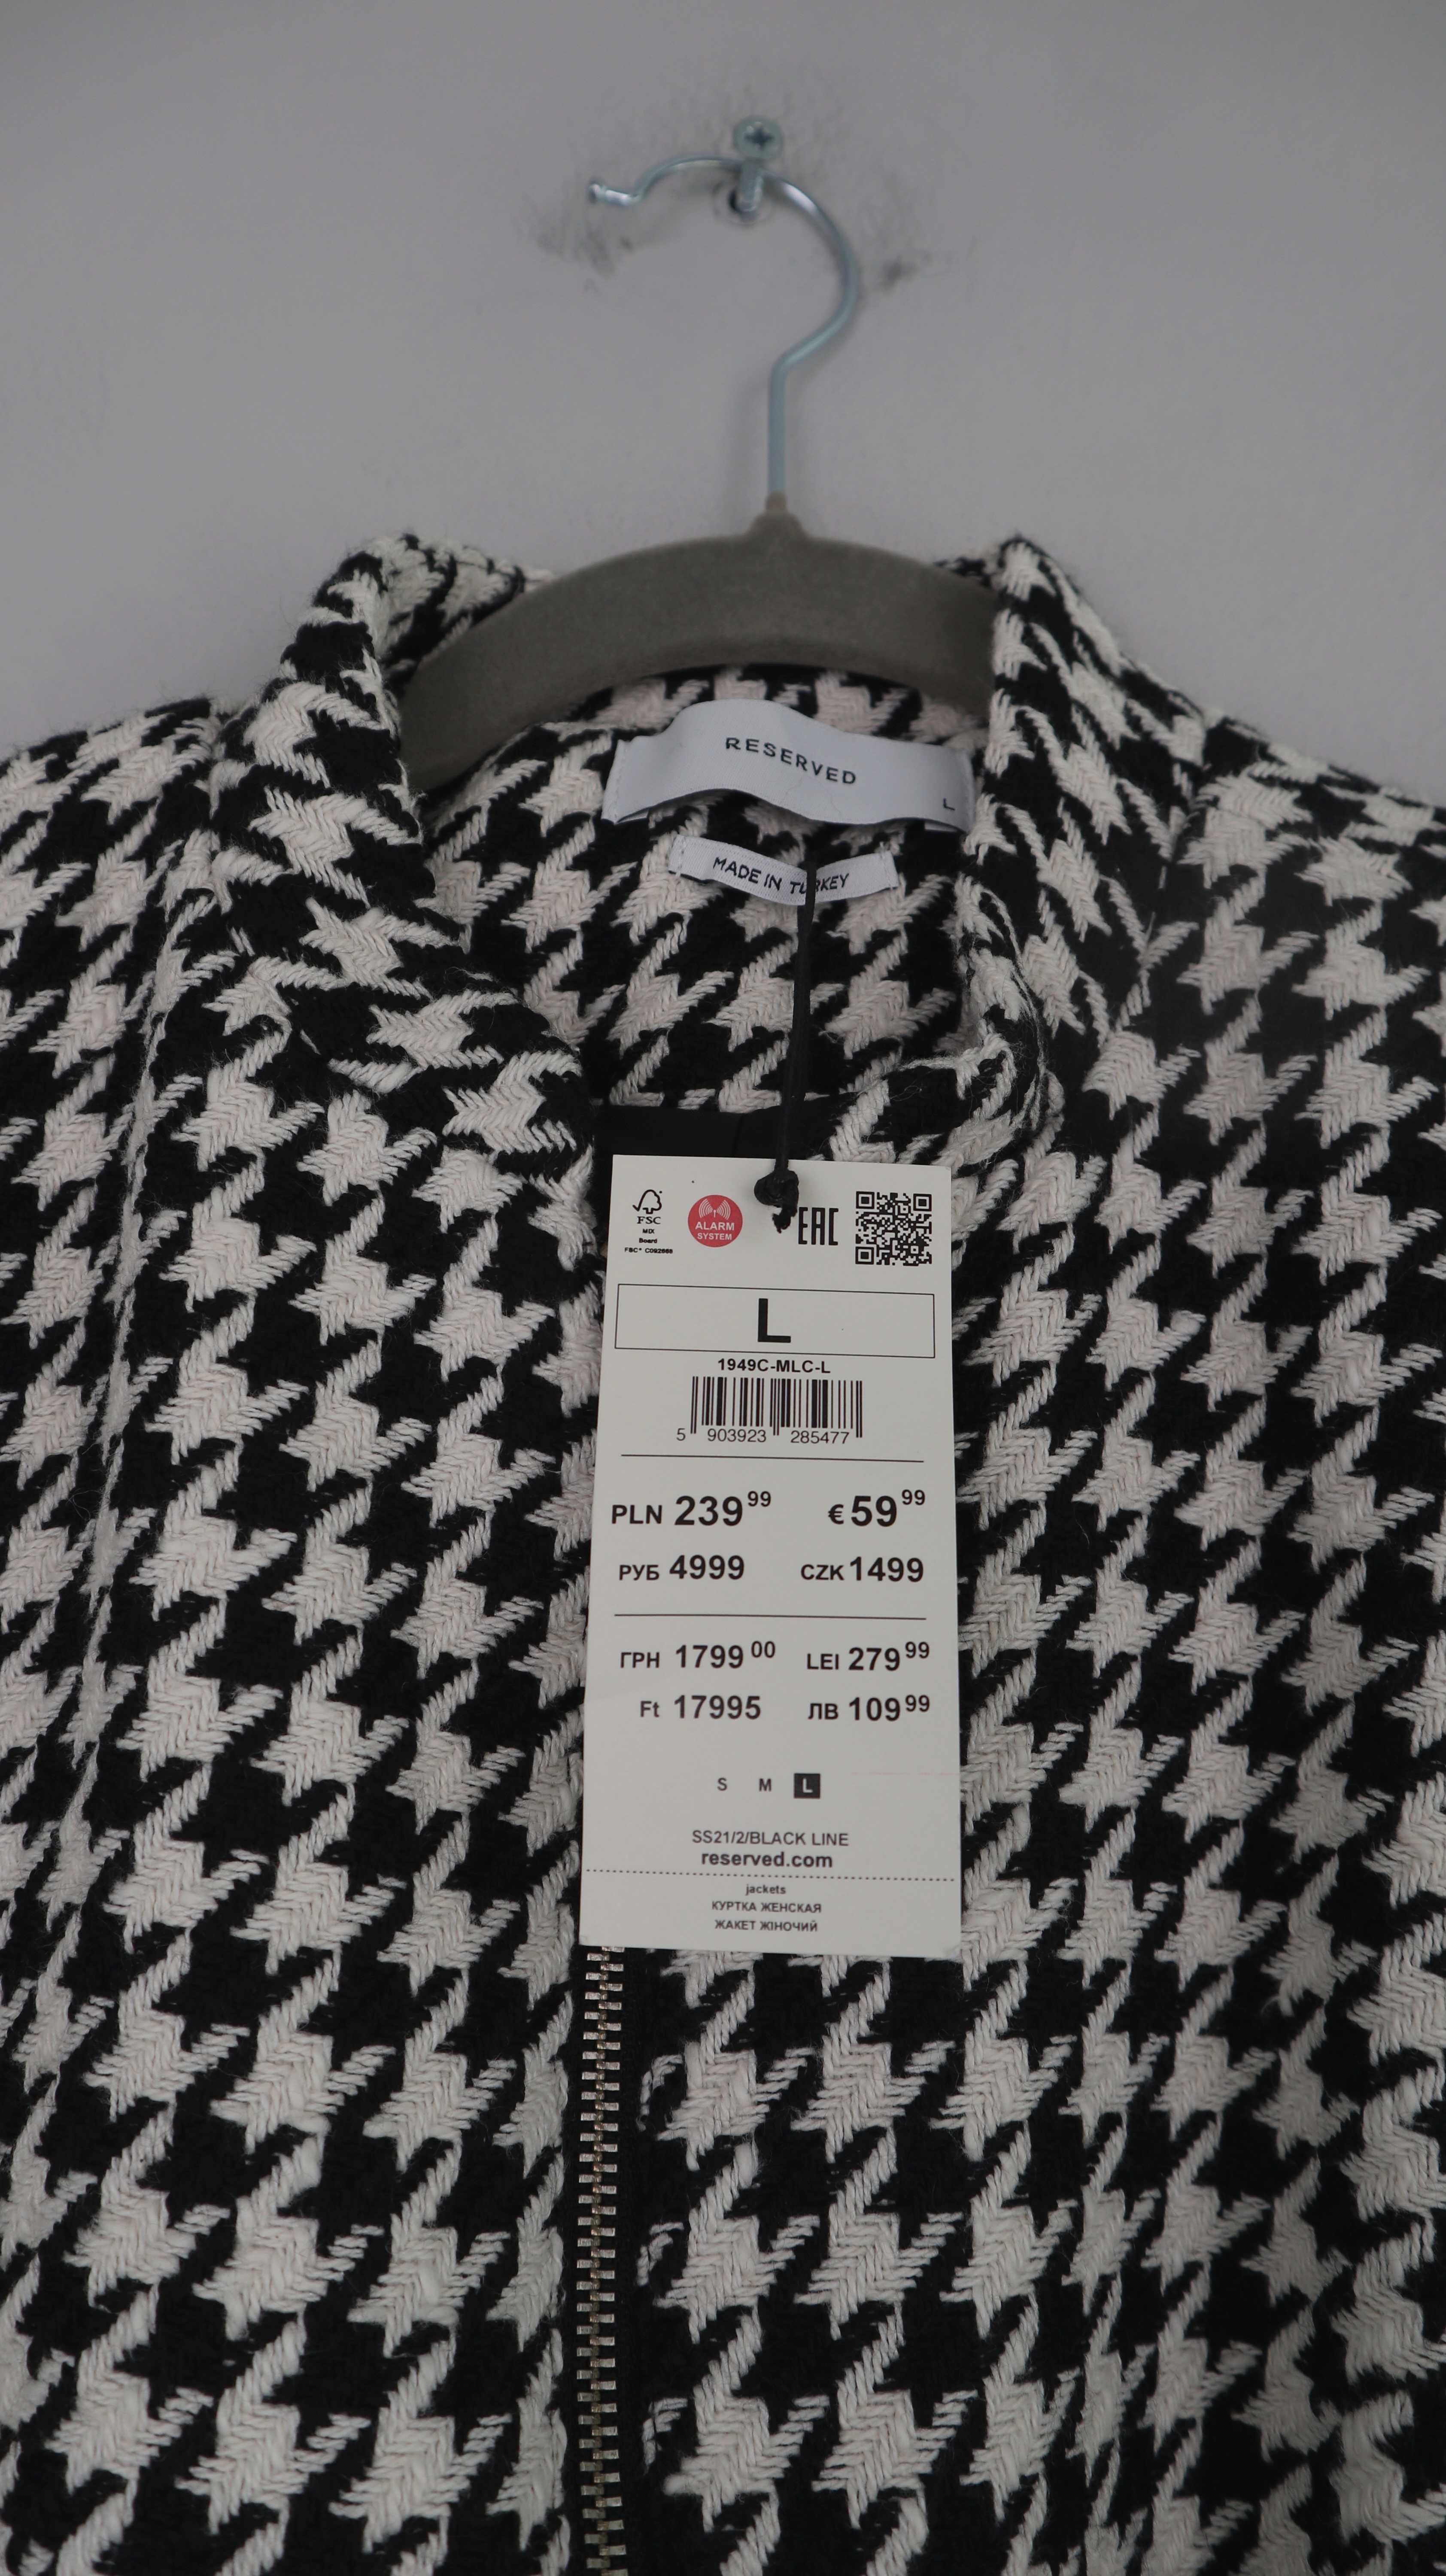 RESERVED
L
MADE IN TURKEY
FSC
MIX
Board
FSC® C092868
ALARM
SYSTEM
EAC
L
1949C-MLC-L
5 903923 285477
PLN 239 99 € 59 99
РУБ 4999 CZK 1499
ГРН 1799 00 LEI 279 99
Ft 17995 ЛВ 109 99
S M L
SS21/2/BLACK LINE
reserved.com
jackets
КУРТКА ЖЕНСКАЯ
ЖАКЕТ ЖІНОЧИЙ